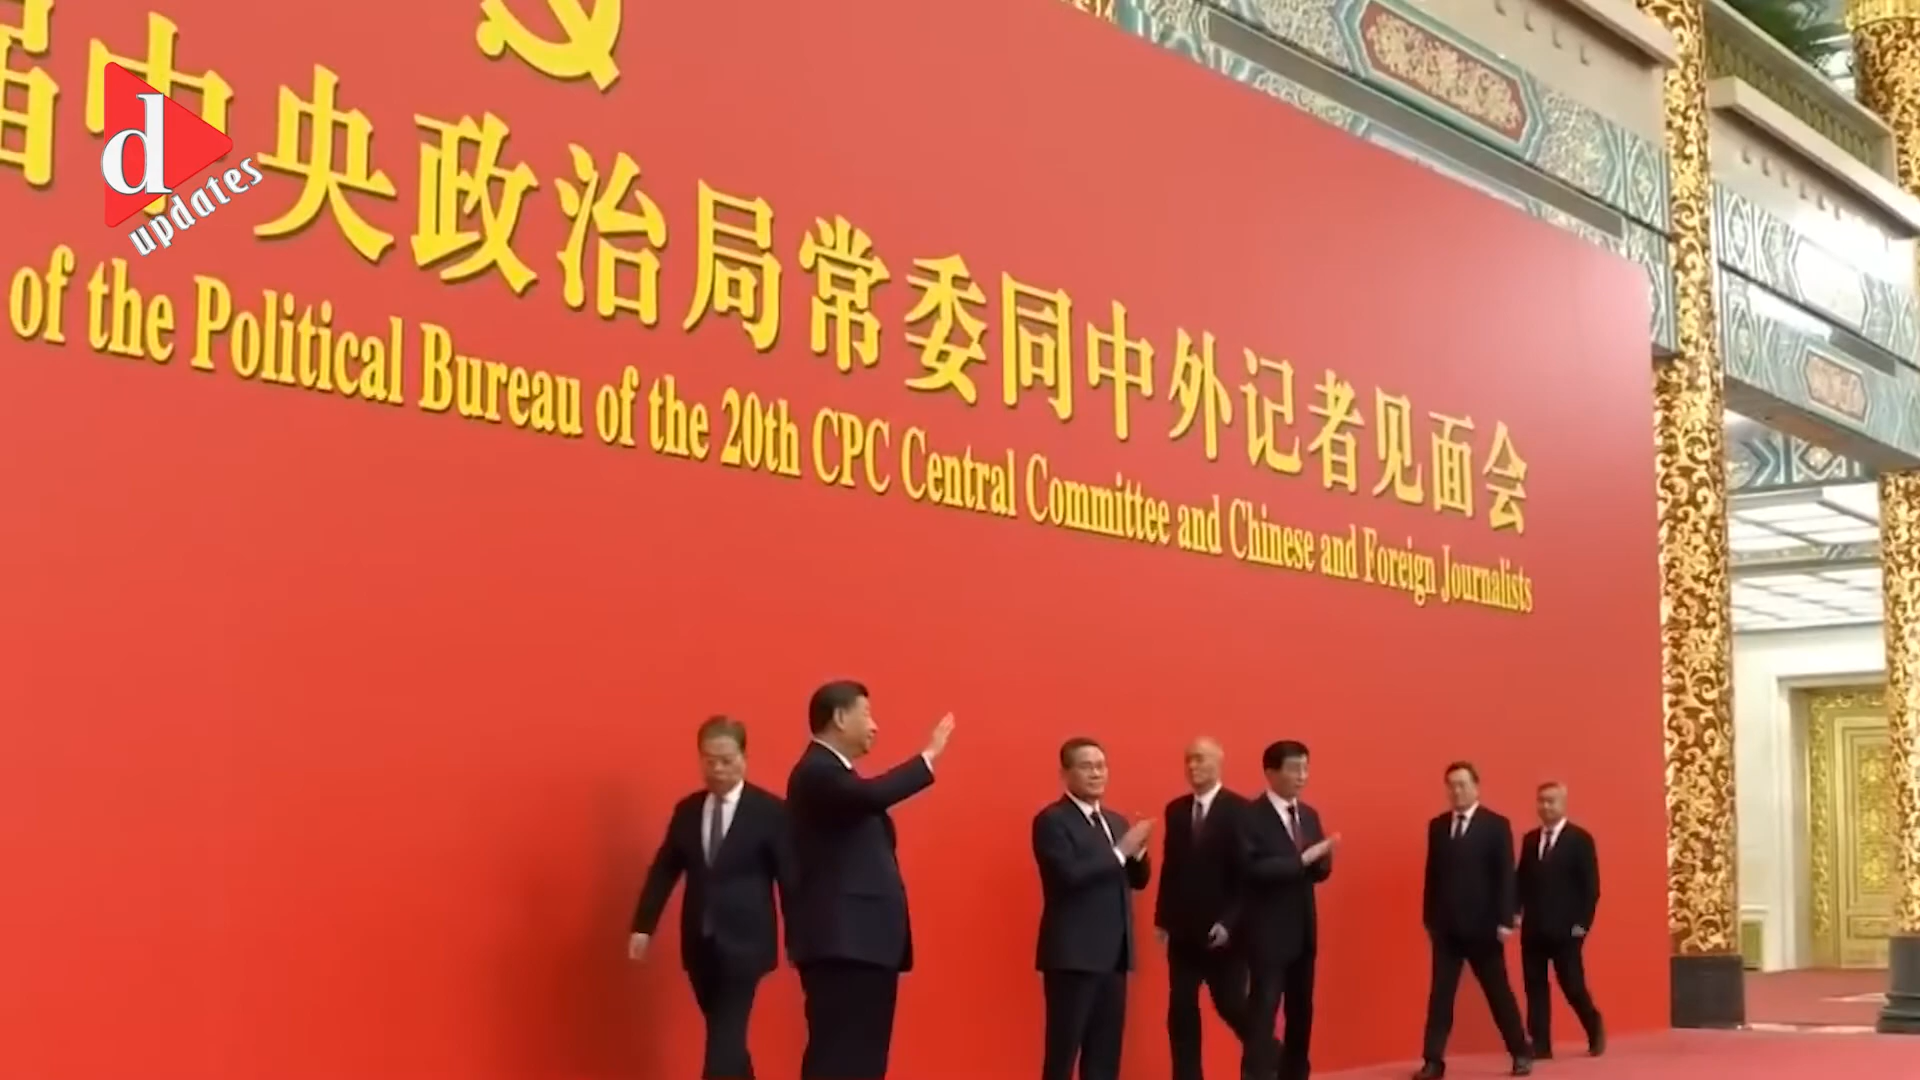 届中央政治局常委同中外记者见面会
of the Political Bureau of the 20th CPC Central Committee and Chinese and Foreign Journalists
d
updates